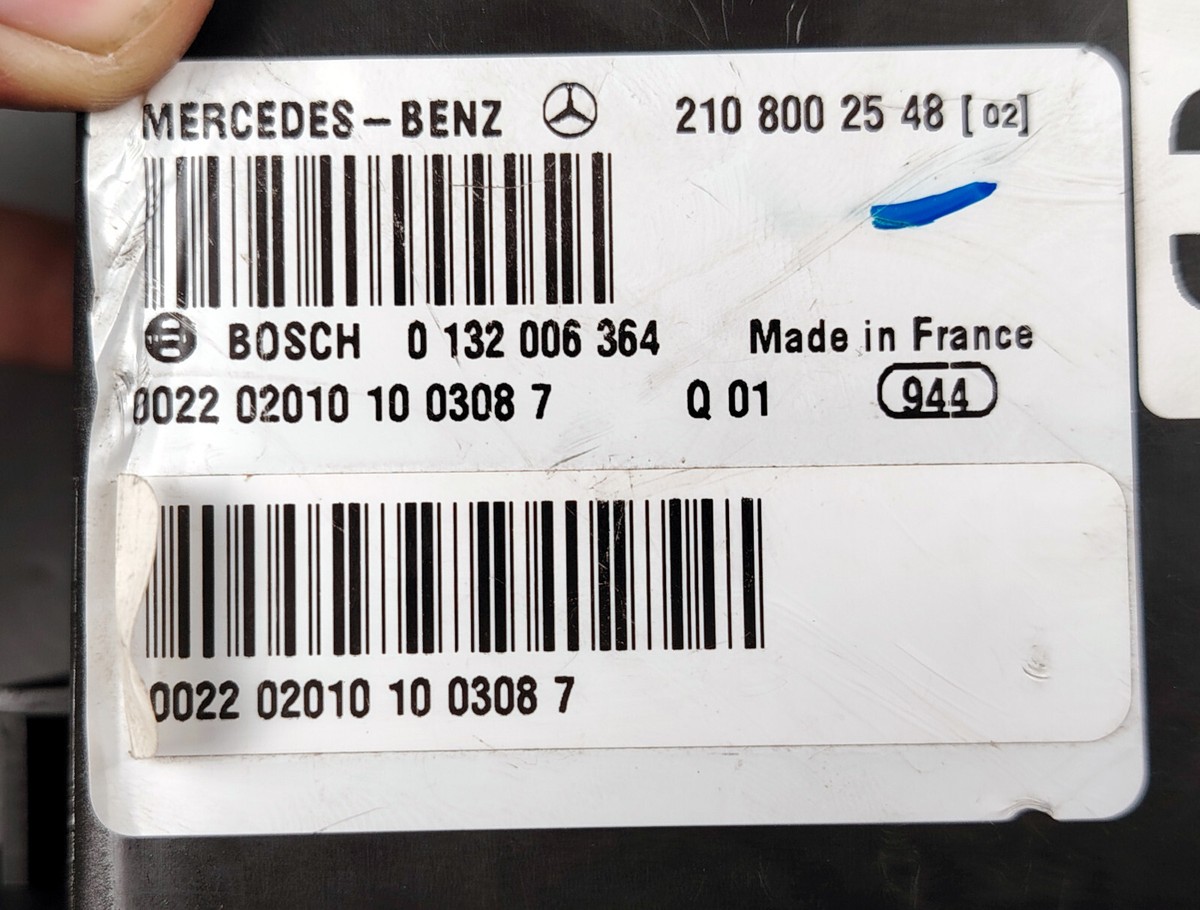 MERCEDES-BENZ 210 800 25 48 [02]
BOSCH 0 132 006 364 Made in France
0022 02010 10 0308 7 Q 01 944
0022 02010 10 0308 7